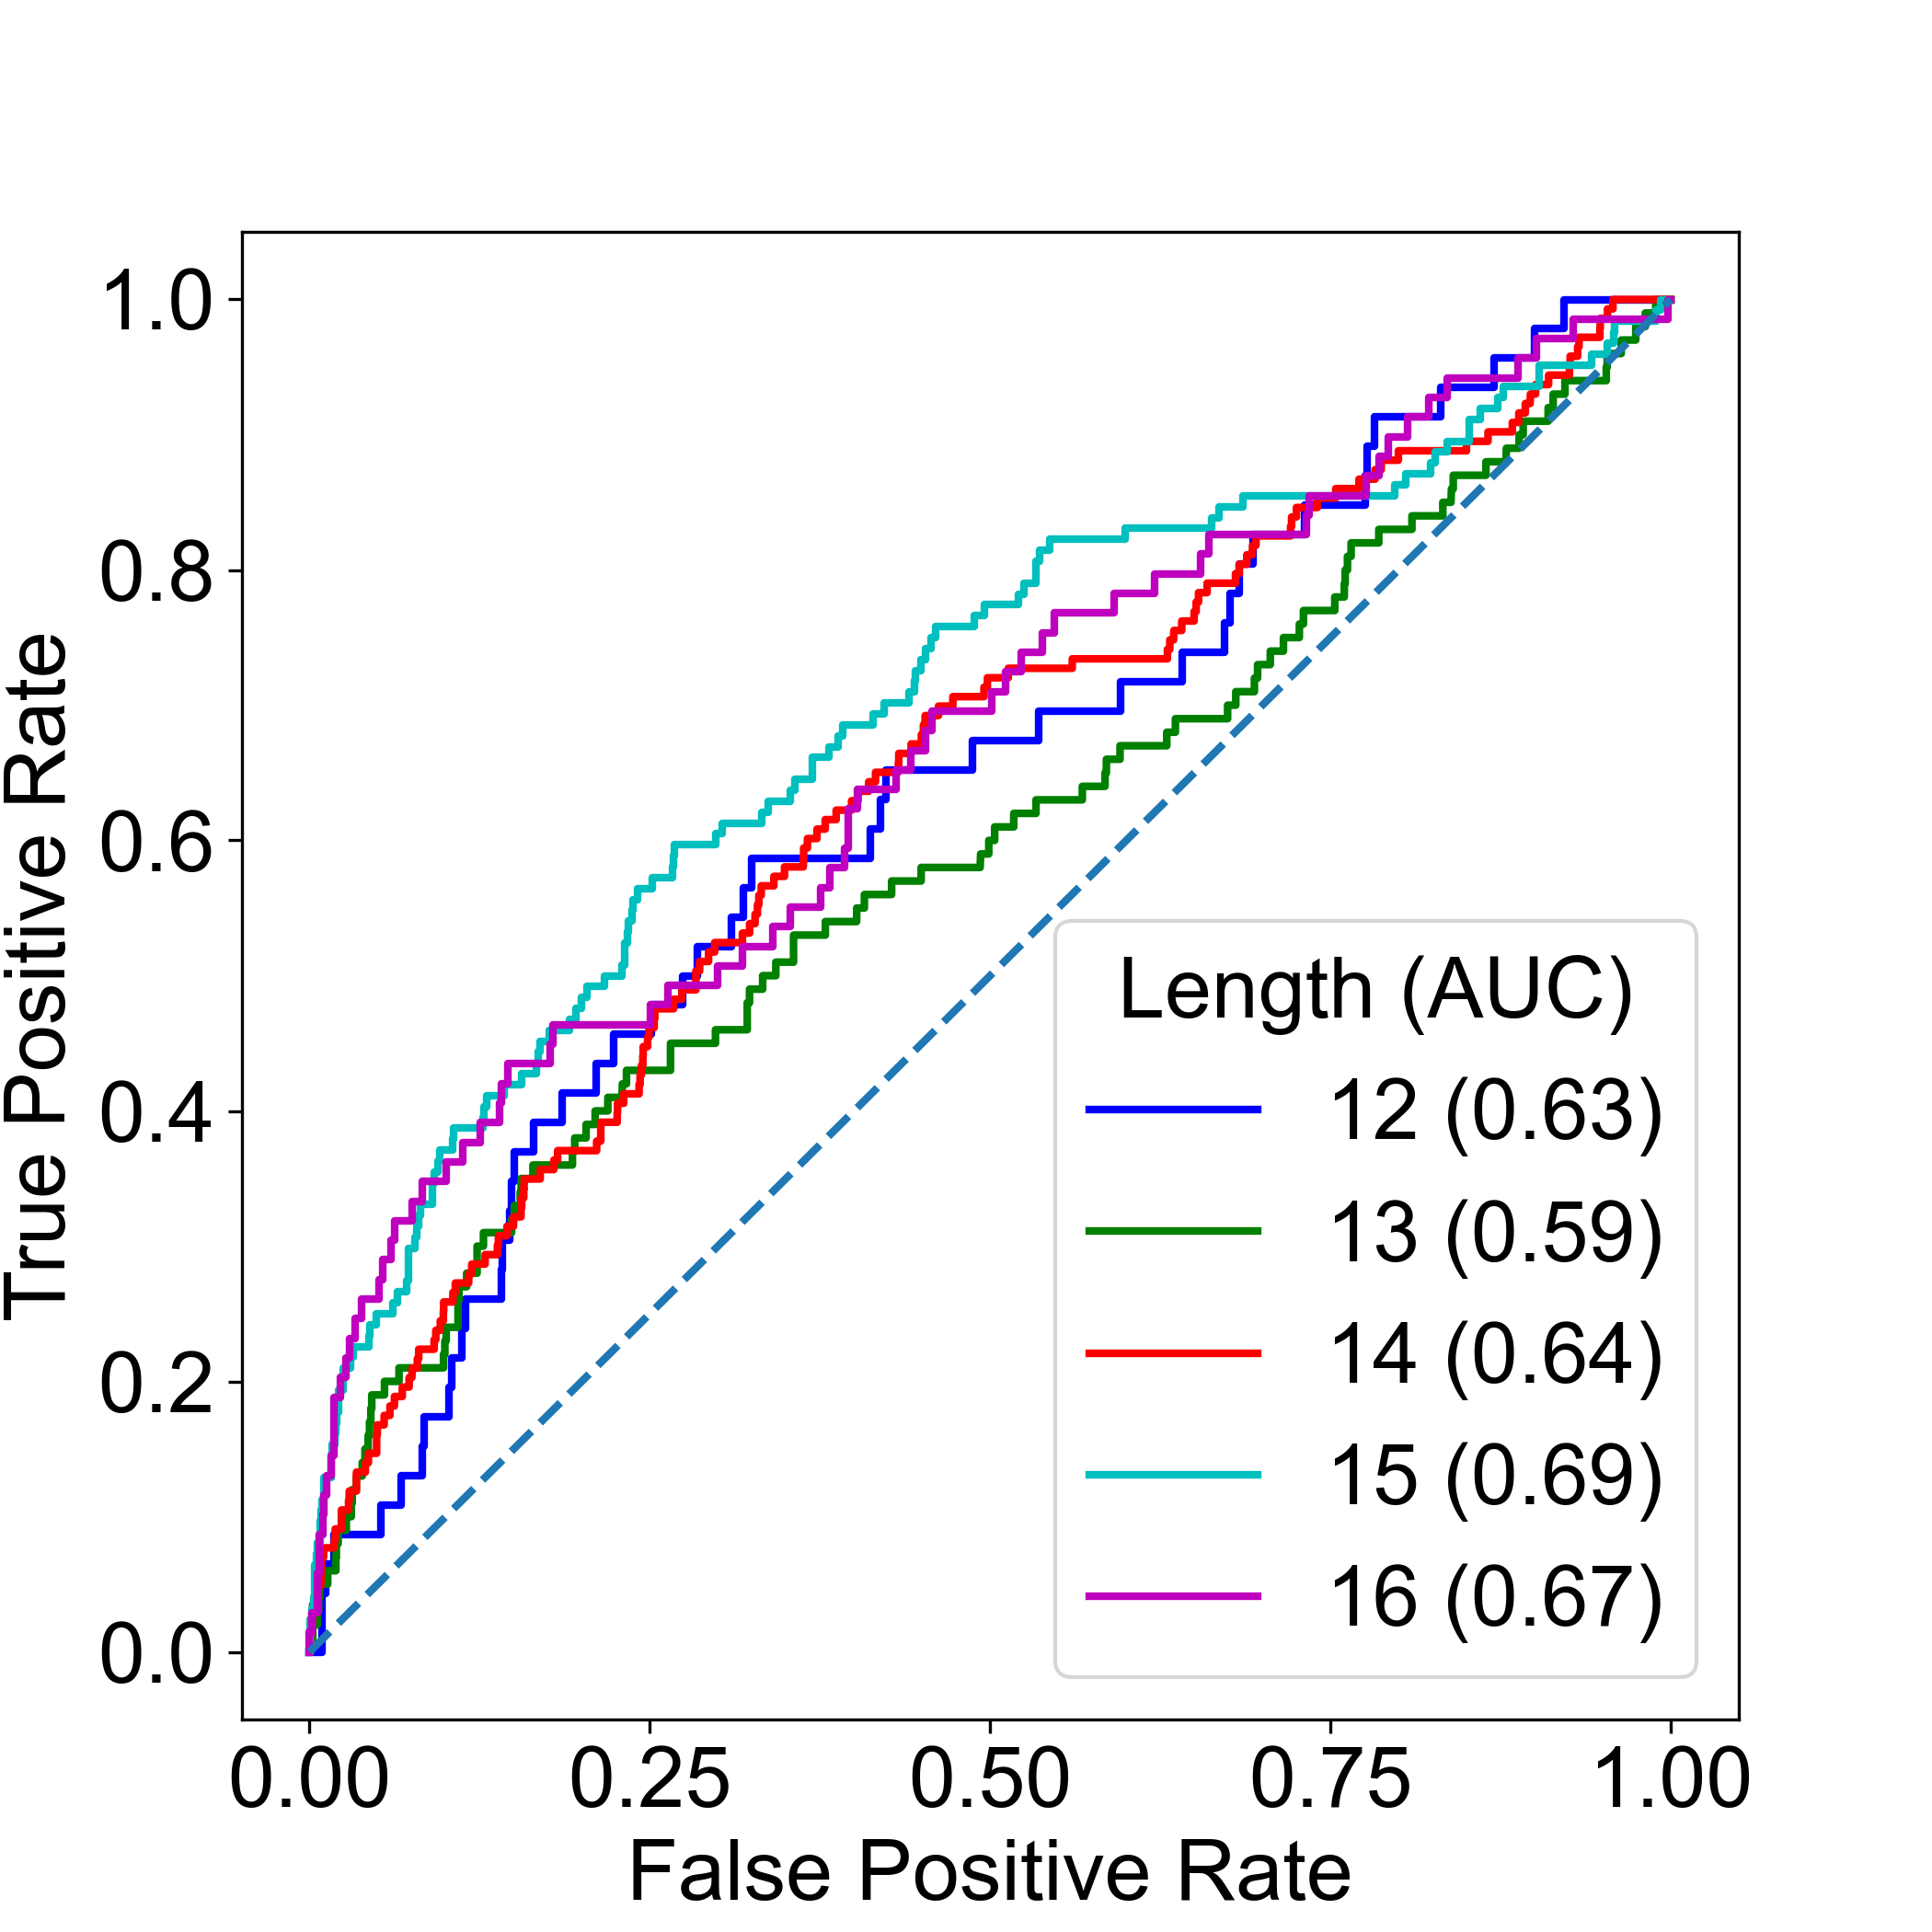 1.0
0.8
0.6
0.4
0.2
0.0
True Positive Rate
Length (AUC)
12 (0.63)
13 (0.59)
14 (0.64)
15 (0.69)
16 (0.67)
0.00 0.25 0.50 0.75 1.00
False Positive Rate